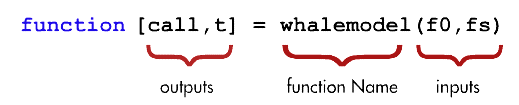 function [call,t] = whalemodel(f0,fs)
outputs function Name inputs